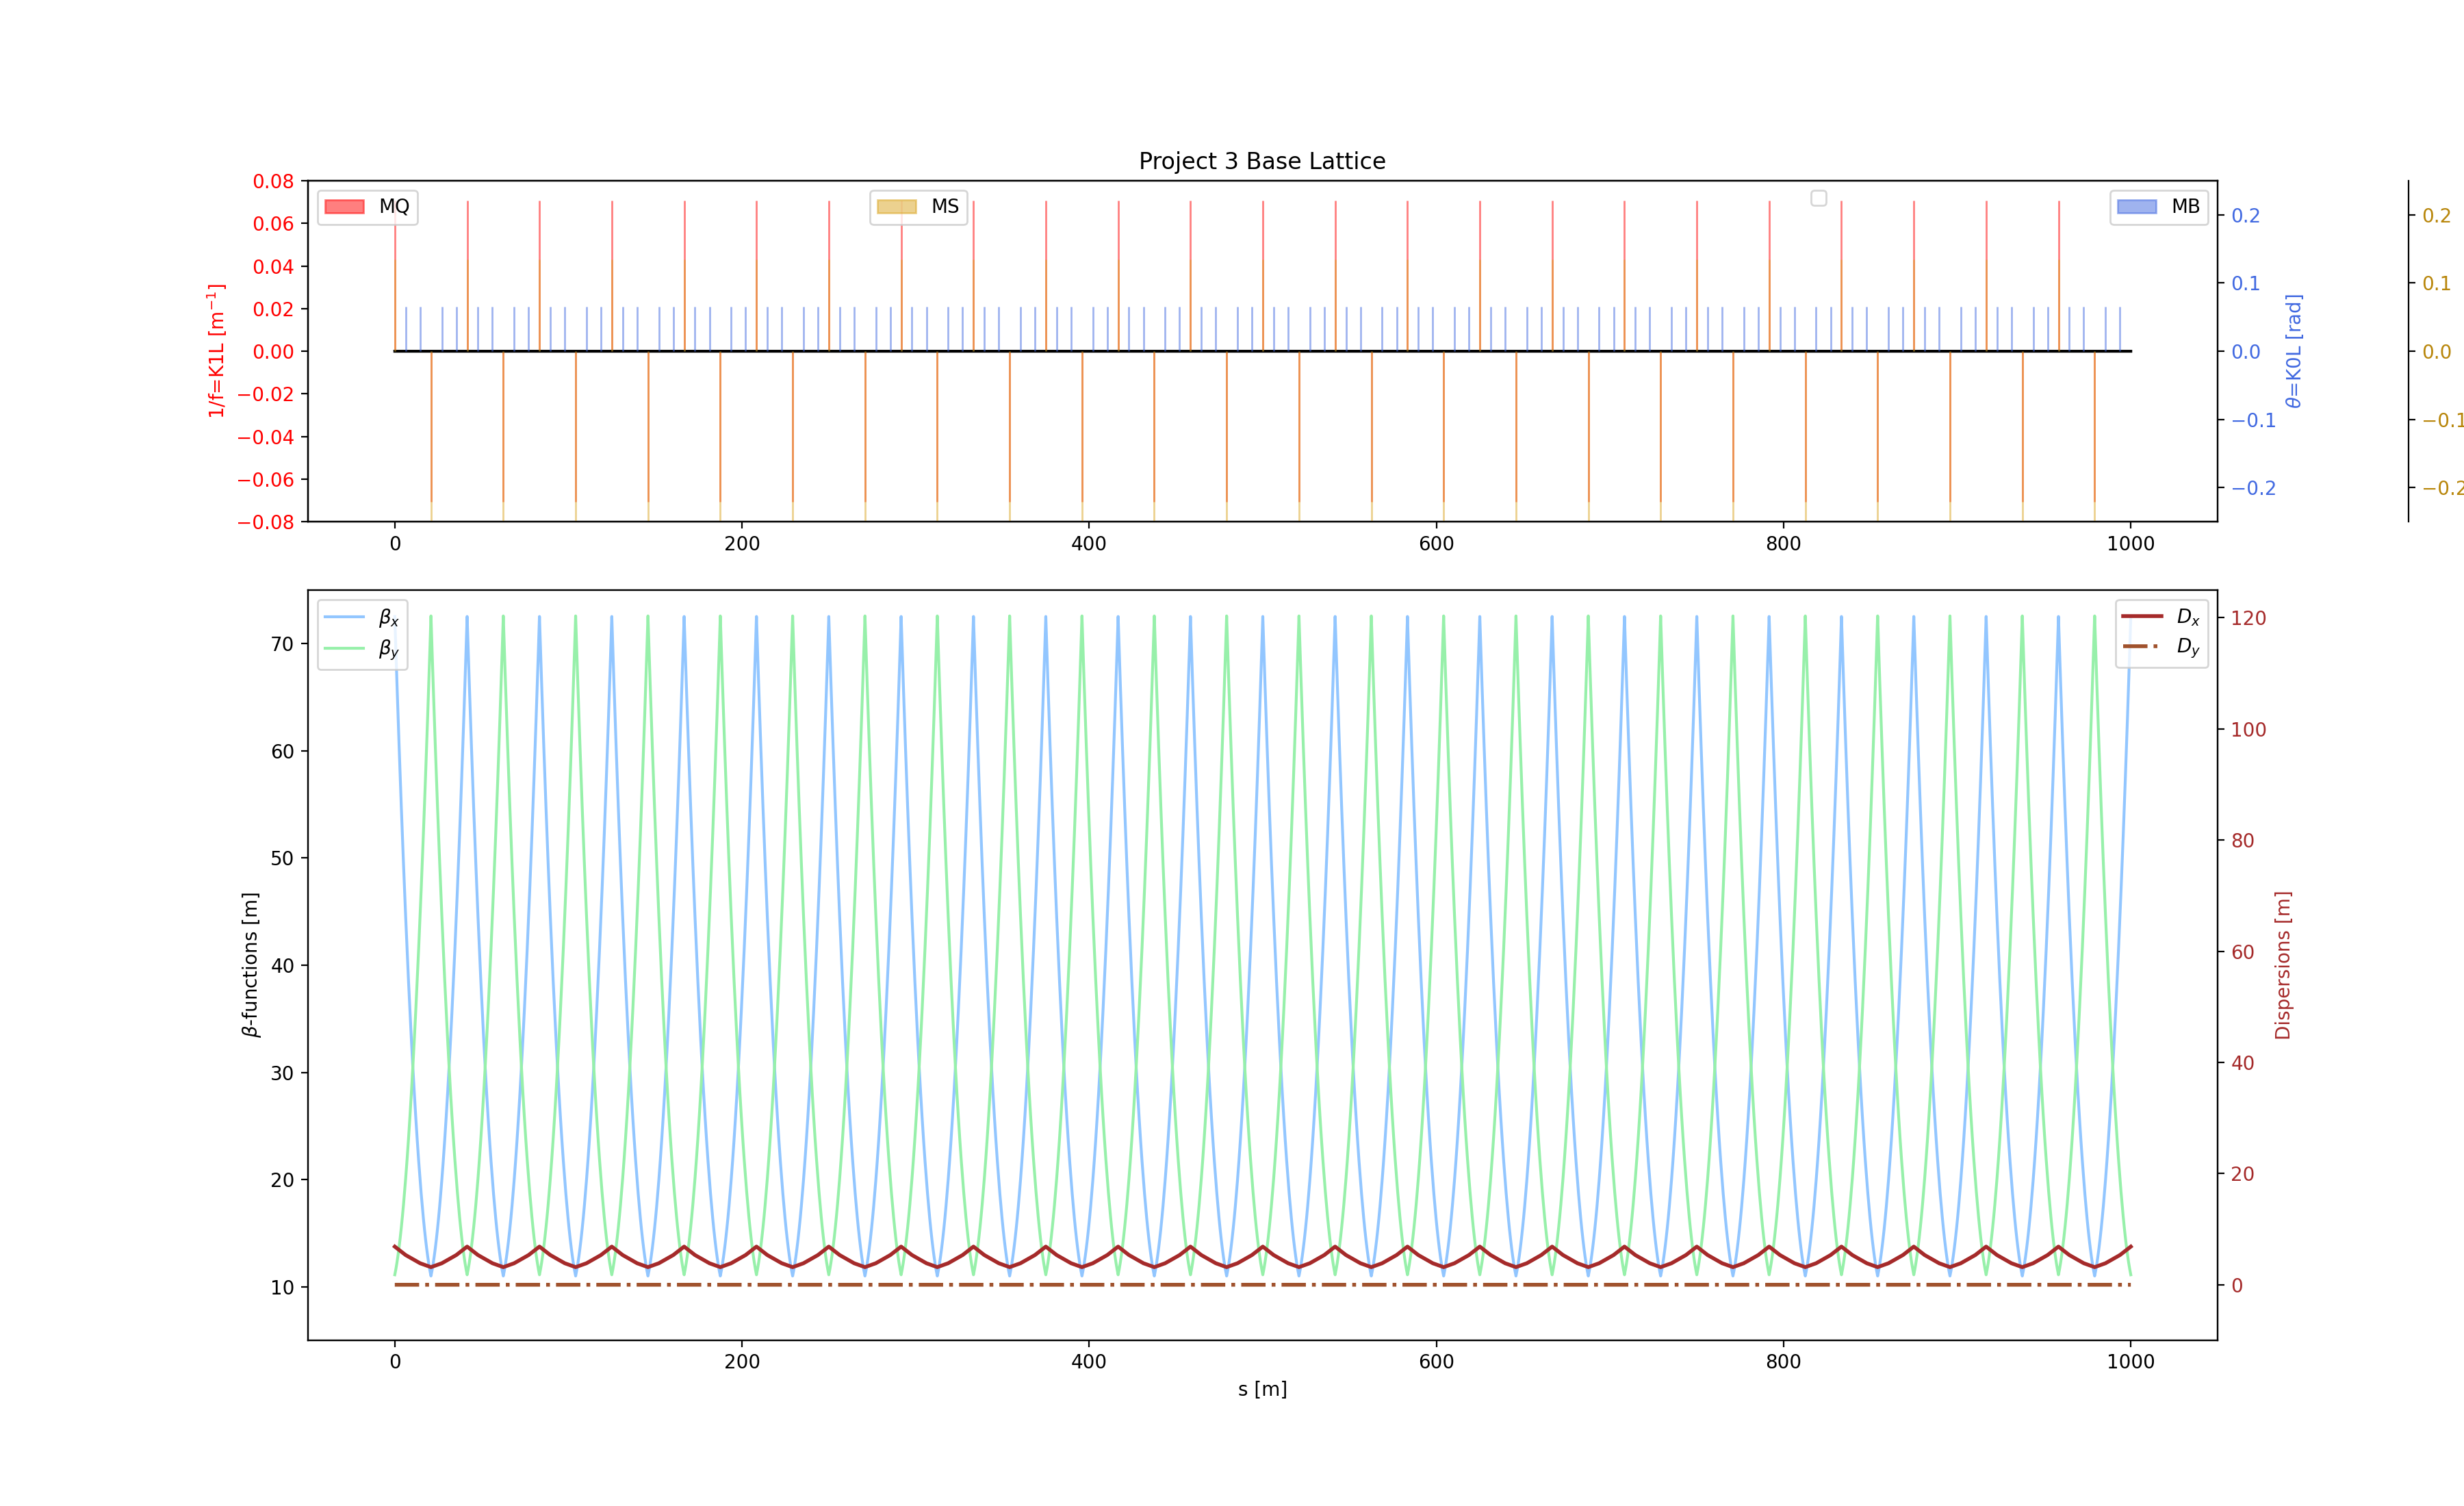 Project 3 Base Lattice
MQ
MS
MB
0.08
0.06
0.04
0.02
0.00
−0.02
−0.04
−0.06
−0.08
1/f=K1L [m⁻¹]
0.2
0.1
0.0
−0.1
−0.2
θ=K0L [rad]
0.2
0.1
0.0
−0.1
−0.2
0 200 400 600 800 1000
βx
βy
Dx
Dy
70
60
50
40
30
20
10
β-functions [m]
120
100
80
60
40
20
0
Dispersions [m]
0 200 400 600 800 1000
s [m]